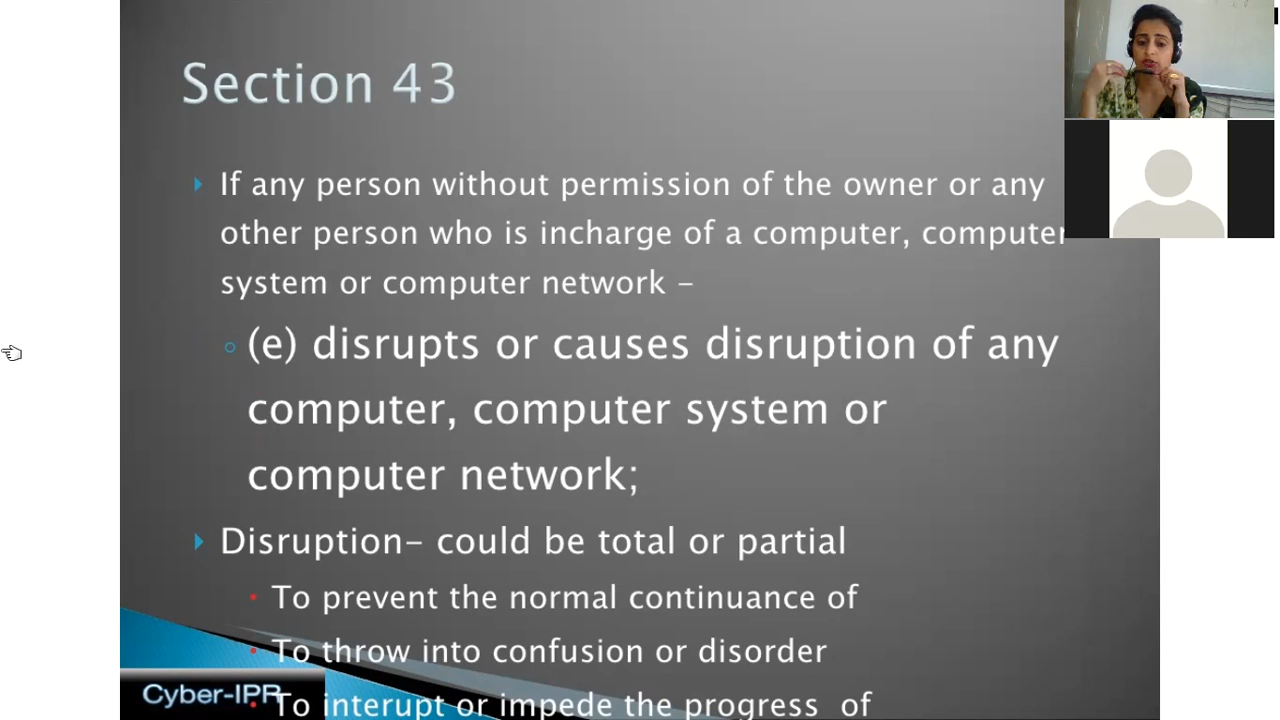 Section 43
If any person without permission of the owner or any
other person who is incharge of a computer, computer
system or computer network –
(e) disrupts or causes disruption of any
computer, computer system or
computer network;
Disruption– could be total or partial
To prevent the normal continuance of
To throw into confusion or disorder
To interupt or impede the progress of
Cyber-IPR